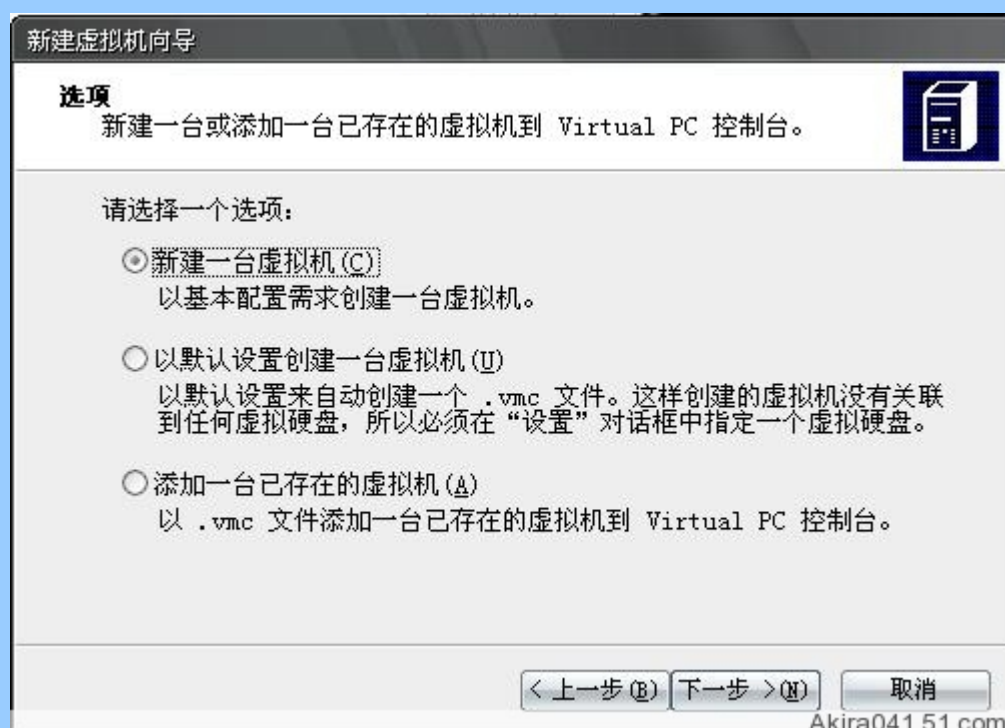 新建虚拟机向导
选项
新建一台或添加一台已存在的虚拟机到 Virtual PC 控制台。
请选择一个选项：
新建一台虚拟机(C)
以基本配置需求创建一台虚拟机。
以默认设置创建一台虚拟机(U)
以默认设置来自动创建一个 .vmc 文件。这样创建的虚拟机没有关联
到任何虚拟硬盘，所以必须在“设置”对话框中指定一个虚拟硬盘。
添加一台已存在的虚拟机(A)
以 .vmc 文件添加一台已存在的虚拟机到 Virtual PC 控制台。
< 上一步(B) 下一步 >(N) 取消
Akira041.51.com